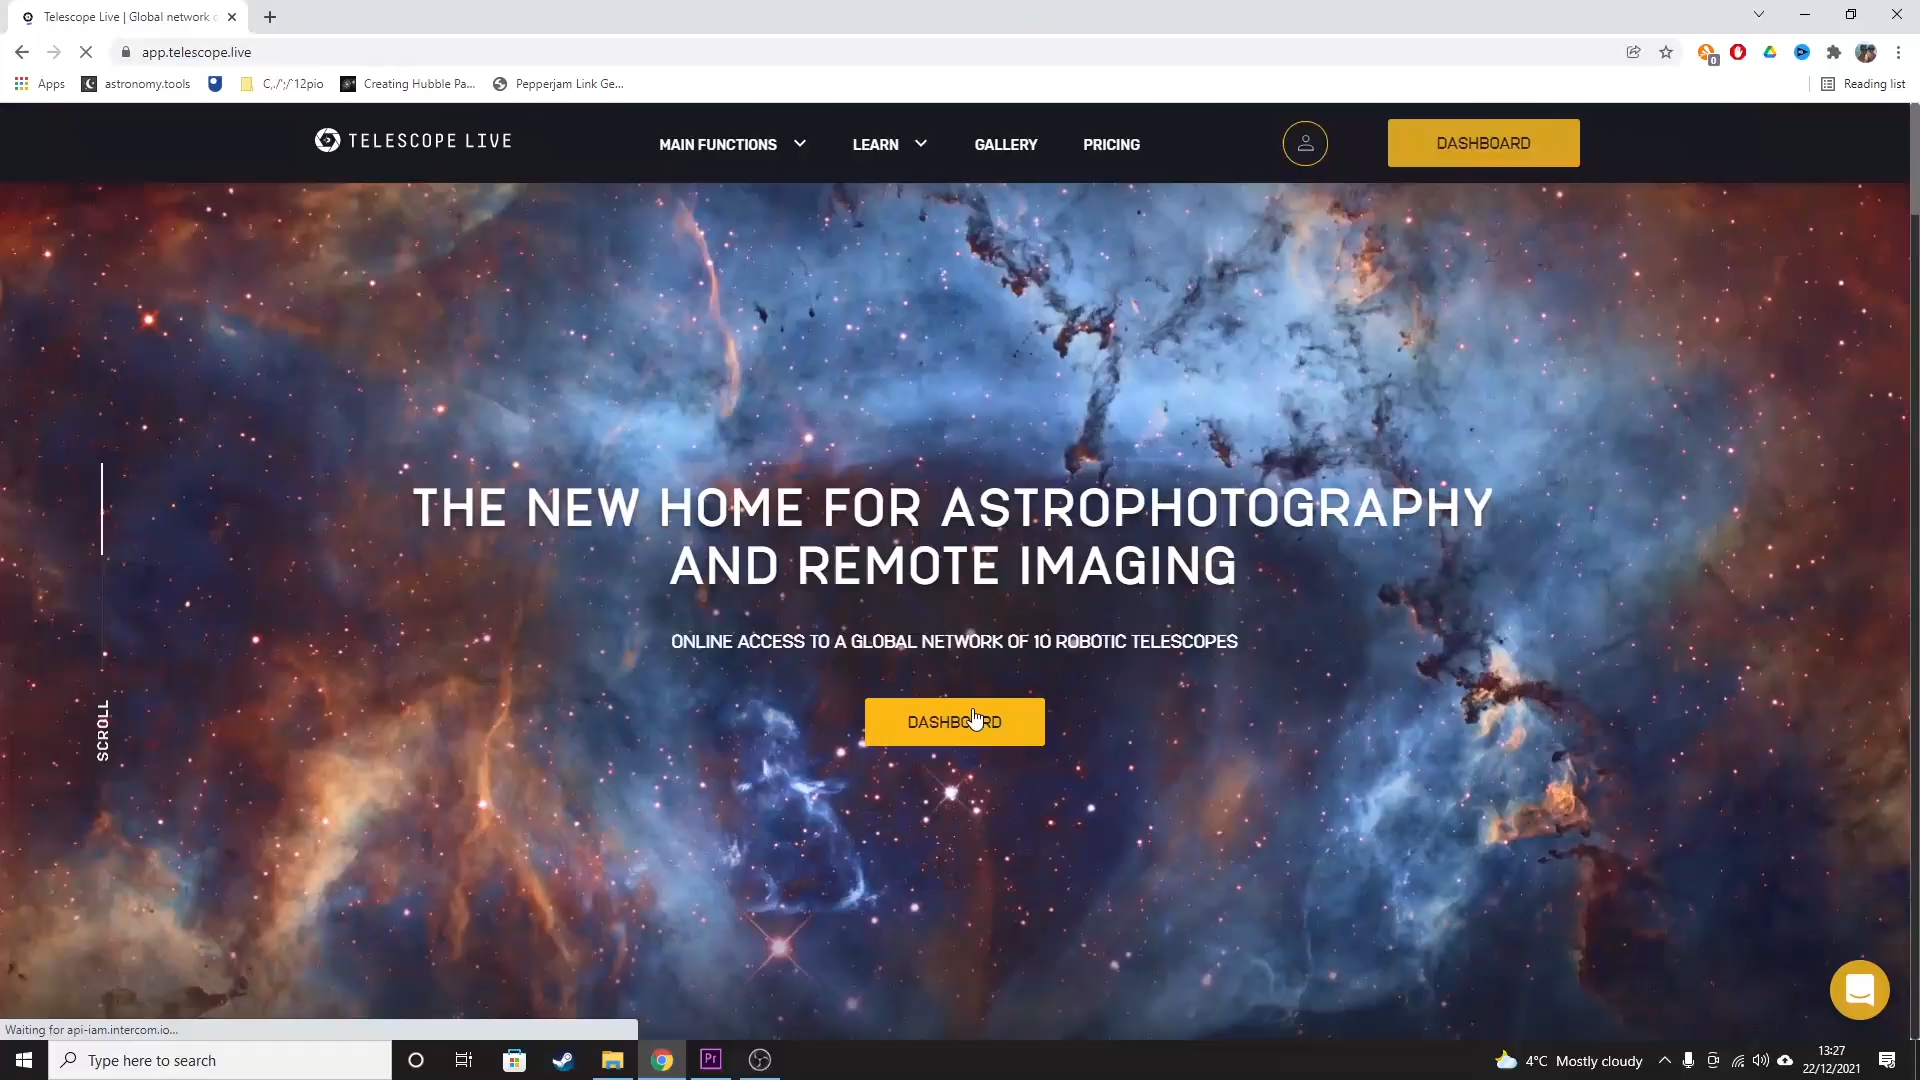 Telescope Live | Global network
app.telescope.live
0
Apps
astronomy.tools
C,./';/'12pio
Creating Hubble Pa...
Pepperjam Link Ge...
Reading list
TELESCOPE LIVE
MAIN FUNCTIONS
LEARN
GALLERY
PRICING
DASHBOARD
THE NEW HOME FOR ASTROPHOTOGRAPHY
AND REMOTE IMAGING
ONLINE ACCESS TO A GLOBAL NETWORK OF 10 ROBOTIC TELESCOPES
DASHBOARD
SCROLL
Waiting for api-iam.intercom.io...
Type here to search
Pr
4°C Mostly cloudy
13:27
22/12/2021